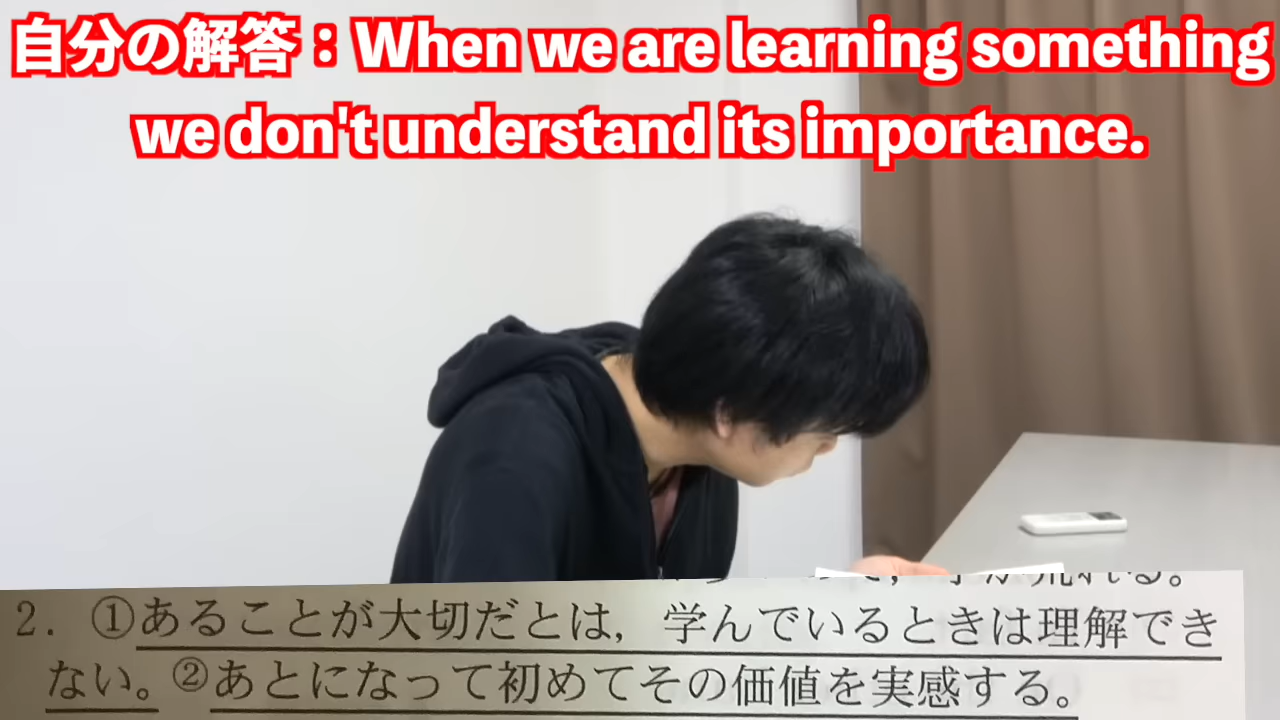 自分の解答：When we are learning something
we don't understand its importance.
2．①あることが大切だとは，学んでいるときは理解でき
ない。②あとになって初めてその価値を実感する。